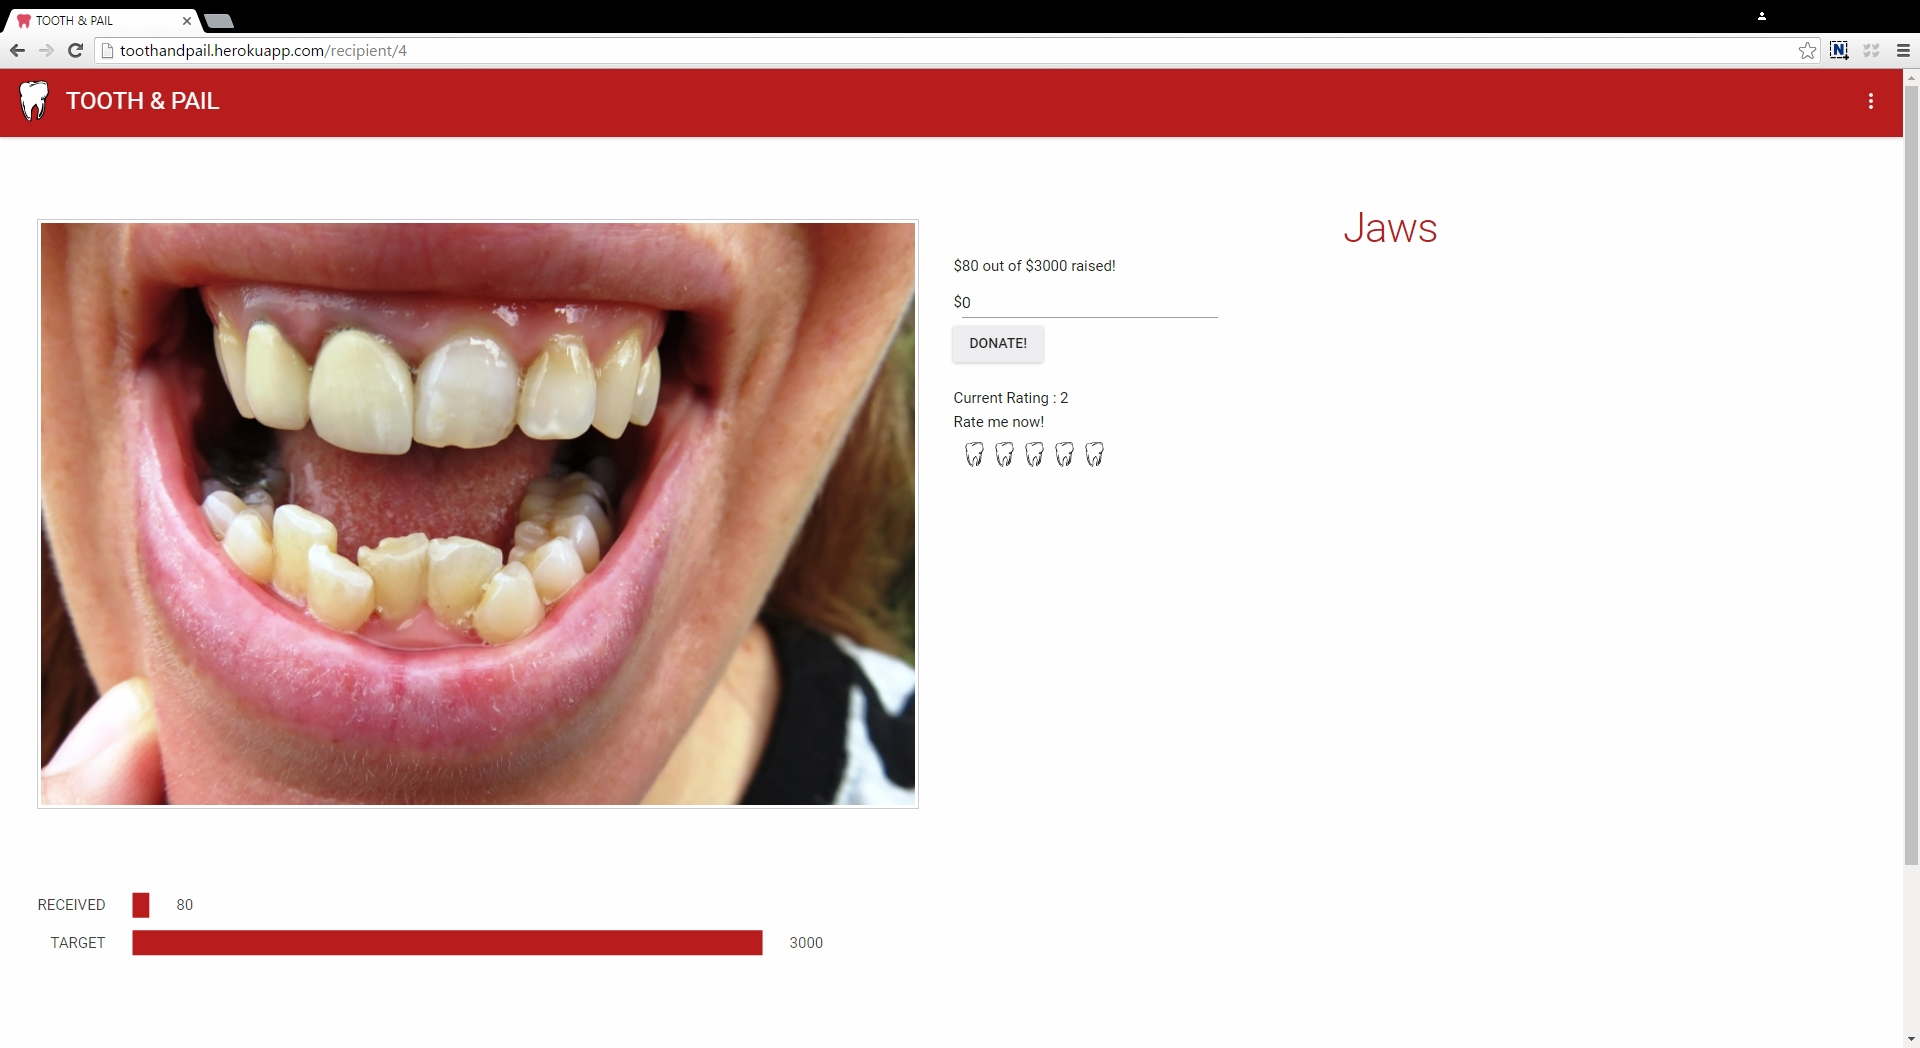 TOOTH & PAIL
toothandpail.herokuapp.com/recipient/4
N
TOOTH & PAIL
Jaws
$80 out of $3000 raised!
$0
DONATE!
Current Rating : 2
Rate me now!
RECEIVED 80
TARGET 3000